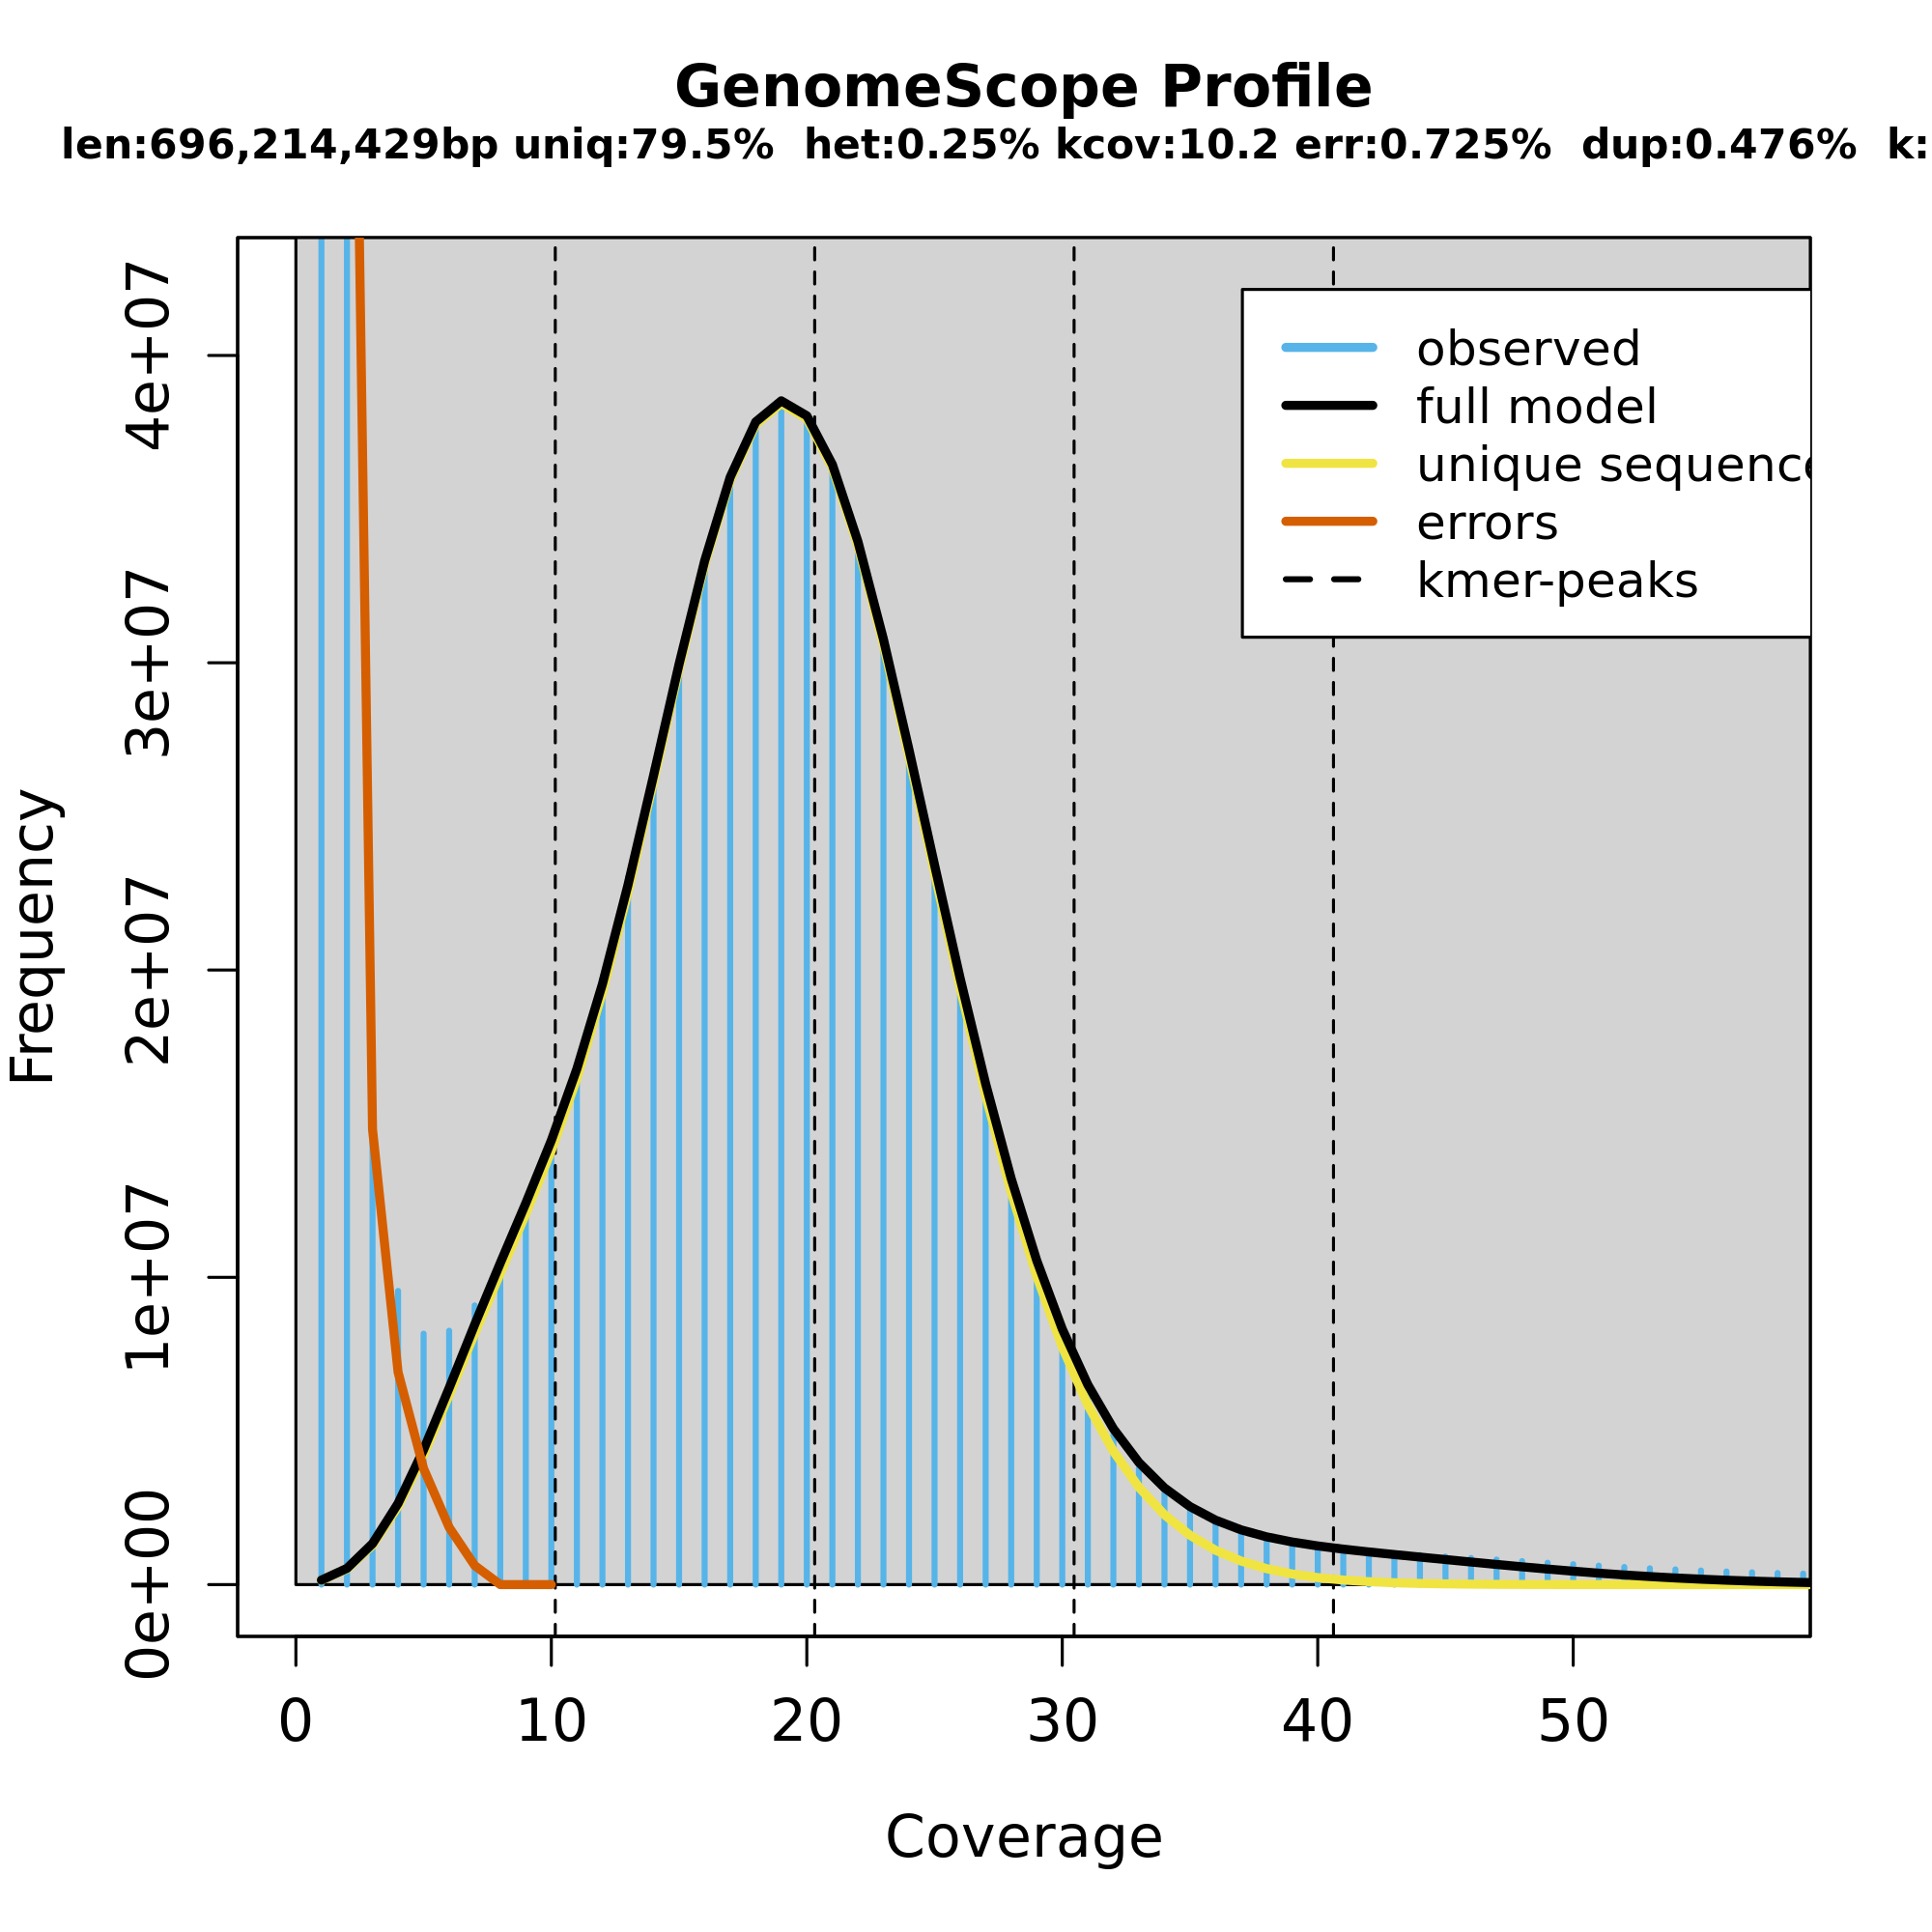 GenomeScope Profile
len:696,214,429bp uniq:79.5% het:0.25% kcov:10.2 err:0.725% dup:0.476% k:
observed
full model
unique sequence
errors
kmer-peaks
Frequency
0e+00 1e+07 2e+07 3e+07 4e+07
0 10 20 30 40 50
Coverage